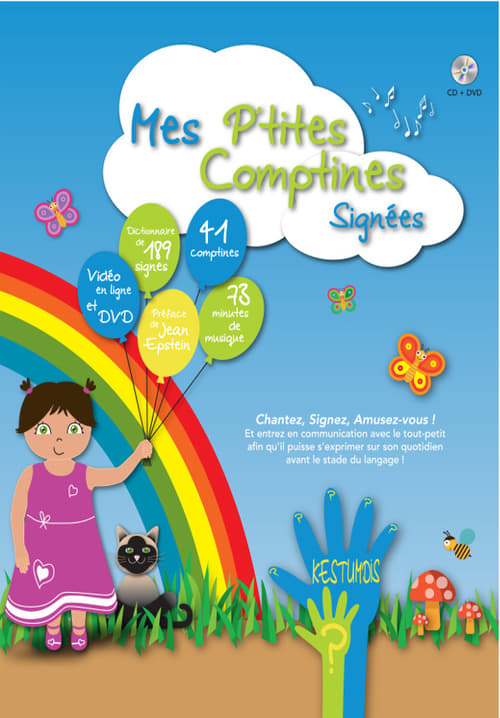 CD + DVD
Mes P'tites
Comptines
Signées
Dictionnaire
de
189
signes
41
comptines
Vidéo
en ligne
et
DVD
Préface
de Jean
Epstein
73
minutes
de
musique
Chantez, Signez, Amusez-vous !
Et entrez en communication avec le tout-petit
afin qu'il puisse s'exprimer sur son quotidien
avant le stade du langage !
?
?
?
?
?
KESTUMDIS
?